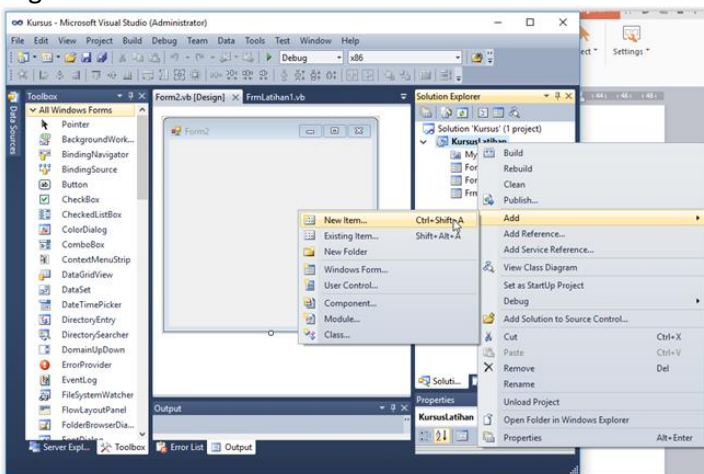 Kursus - Microsoft Visual Studio (Administrator)
File Edit View Project Build Debug Team Data Tools Test Window Help
Debug x86
Settings
Data Sources
Toolbox
All Windows Forms
Pointer
BackgroundWork...
BindingNavigator
BindingSource
Button
CheckBox
CheckedListBox
ColorDialog
ComboBox
ContextMenuStrip
DataGridView
DataSet
DateTimePicker
DirectoryEntry
DirectorySearcher
DomainUpDown
ErrorProvider
EventLog
FileSystemWatcher
FlowLayoutPanel
FolderBrowserDia...
Server Expl... Toolbox
Form2.vb [Design] FrmLatihan1.vb
Form2
Output
Error List Output
Solution Explorer
Solution 'Kursus' (1 project)
KursusLatihan
My
For
For
Frn
Soluti...
Properties
KursusLatihan
Build
Rebuild
Clean
Publish...
Add
Add Reference...
Add Service Reference...
View Class Diagram
Set as StartUp Project
Debug
Add Solution to Source Control...
Cut Ctrl+X
Paste Ctrl+V
Remove Del
Rename
Unload Project
Open Folder in Windows Explorer
Properties Alt+Enter
New Item... Ctrl+Shift+A
Existing Item... Shift+Alt+A
New Folder
Windows Form...
User Control...
Component...
Module...
Class...